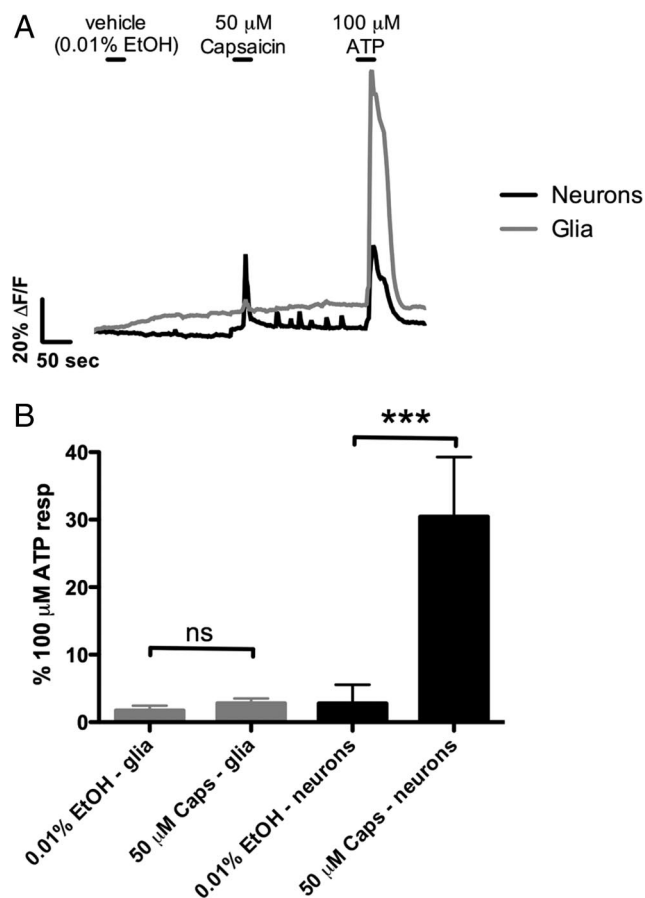 A
vehicle
(0.01% EtOH)
50 μM
Capsaicin
100 μM
ATP
Neurons
Glia
20% ΔF/F
50 sec
B
***
% 100 μM ATP resp
40
30
20
10
0
ns
0.01% EtOH - glia
50 μM Caps - glia
0.01% EtOH - neurons
50 μM Caps - neurons